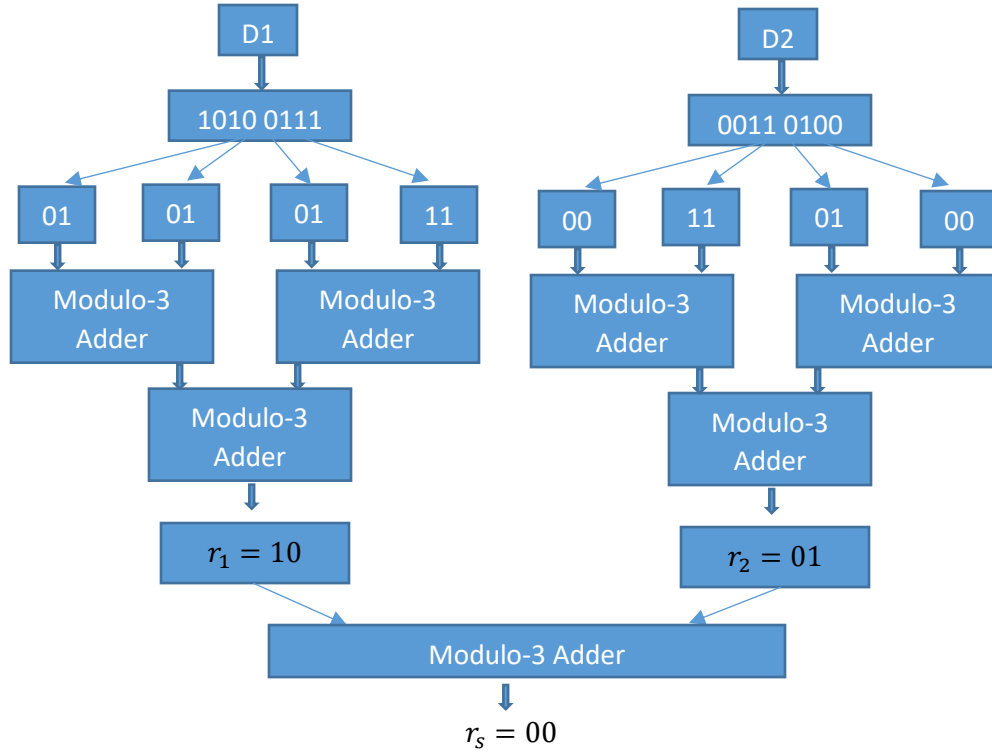 D1
D2
1010 0111
0011 0100
01
01
01
11
00
11
01
00
Modulo-3
Adder
Modulo-3
Adder
Modulo-3
Adder
Modulo-3
Adder
Modulo-3
Adder
Modulo-3
Adder
r₁ = 10
r₂ = 01
Modulo-3 Adder
rₛ = 00